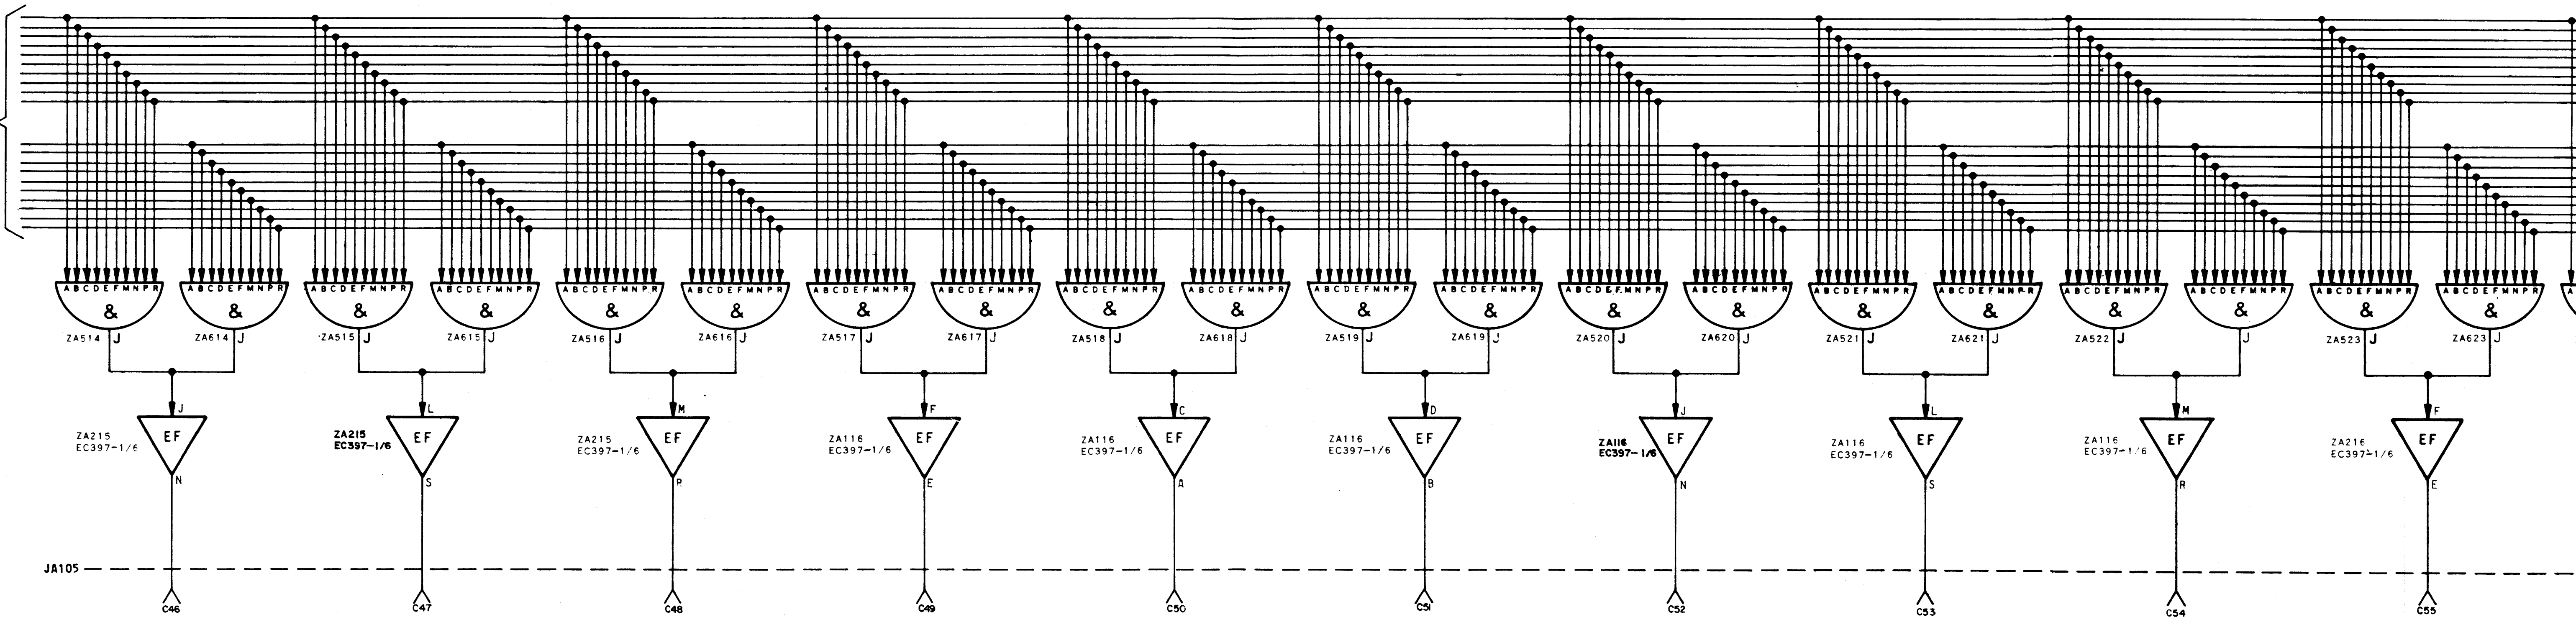 A B C D E F M N P R A B C D E F M N P R A B C D E F M N P R A B C D E F M N P R A B C D E F M N P R A B C D E F M N P R A B C D E F M N P R A B C D E F M N P R A B C D E F M N P R A B C D E F M N P R A B C D E F M N P R A B C D E F M N P R A B C D E F M N P R A B C D E F M N P R A B C D E F M N P R A B C D E F M N P R A B C D E F M N P R A B C D E F M N P R A B C D E F M N P R A B C D E F M N P R A
& & & & & & & & & & & & & & & & & & & &
ZA514 J ZA614 J ZA515 J ZA615 J ZA516 J ZA616 J ZA517 J ZA617 J ZA518 J ZA618 J ZA519 J ZA619 J ZA520 J ZA620 J ZA521 J ZA621 J ZA522 J J ZA523 J ZA623 J
J L M F C D J L M F
EF EF EF EF EF EF EF EF EF EF
ZA215 ZA215 ZA215 ZA116 ZA116 ZA116 ZA116 ZA116 ZA116 ZA216
EC397-1/6 EC397-1/6 EC397-1/6 EC397-1/6 EC397-1/6 EC397-1/6 EC397-1/6 EC397-1/6 EC397-1/6 EC397-1/6
N S R E A B N S R E
JA105
C46 C47 C48 C49 C50 C51 C52 C53 C54 C55